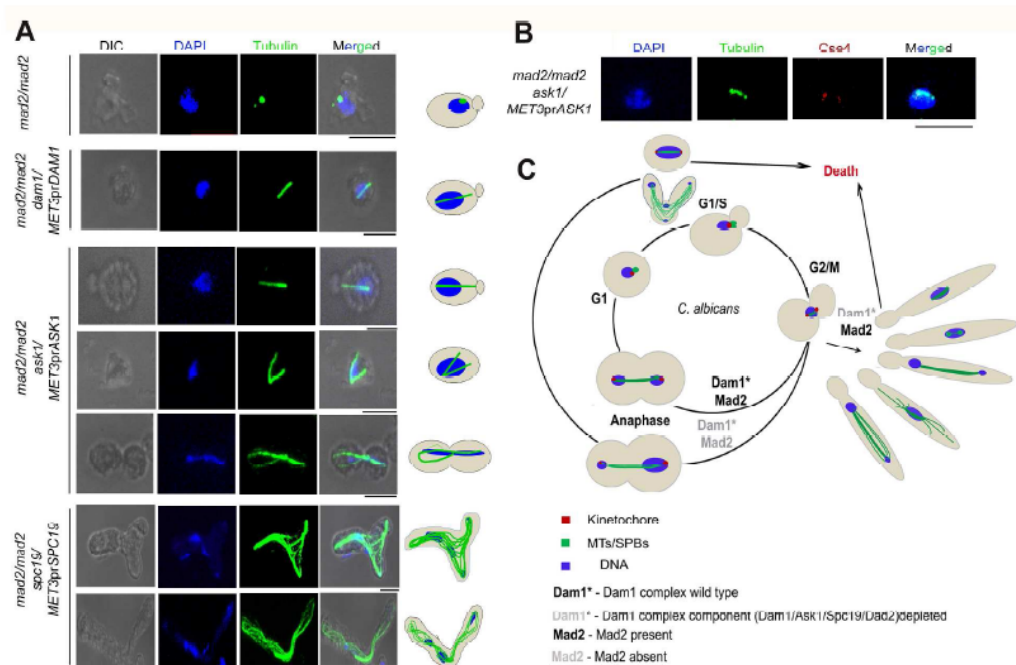 A
DIC DAPI Tubulin Merged
mad2/mad2
mad2/mad2
dam1/
MET3prDAM1
mad2/mad2
ask1/
MET3prASK1
mad2/mad2
spc19/
MET3prSPC19
B
DAPI Tubulin Cse4 Merged
mad2/mad2
ask1/
MET3prASK1
C
Death
G1/S
G2/M
G1
C. albicans
Dam1*
Mad2
Dam1*
Mad2
Anaphase
Dam1*
Mad2
Kinetochore
MTs/SPBs
DNA
Dam1* - Dam1 complex wild type
Dam1* - Dam1 complex component (Dam1/Ask1/Spc19/Dad2)depleted
Mad2 - Mad2 present
Mad2 - Mad2 absent